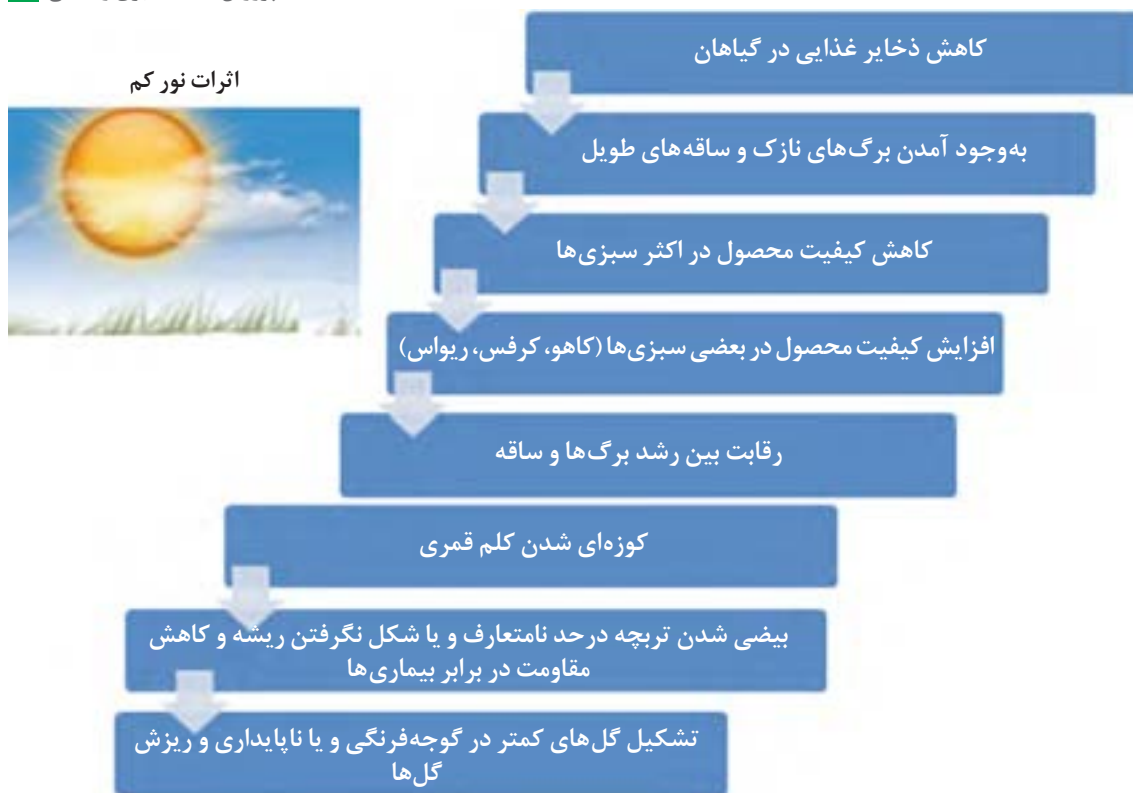 اثرات نور کم
کاهش ذخایر غذایی در گیاهان
به‌وجود آمدن برگ‌های نازک و ساقه‌های طویل
کاهش کیفیت محصول در اکثر سبزی‌ها
افزایش کیفیت محصول در بعضی سبزی‌ها (کاهو، کرفس، ریواس)
رقابت بین رشد برگ‌ها و ساقه
کوزه‌ای شدن کلم قمری
بیضی شدن تربچه درحد نامتعارف و یا شکل نگرفتن ریشه و کاهش
مقاومت در برابر بیماری‌ها
تشکیل گل‌های کمتر در گوجه‌فرنگی و یا ناپایداری و ریزش
گل‌ها